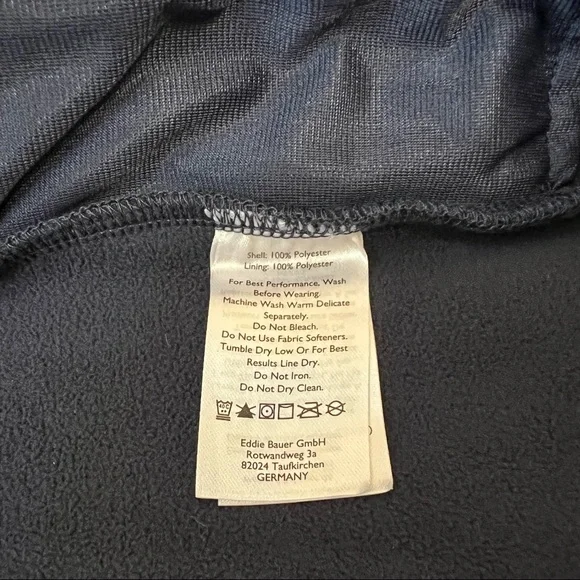 Shell: 100% Polyester
Lining: 100% Polyester
For Best Performance, Wash
Before Wearing.
Machine Wash Warm Delicate
Separately.
Do Not Bleach.
Do Not Use Fabric Softeners.
Tumble Dry Low Or For Best
Results Line Dry.
Do Not Iron.
Do Not Dry Clean.
Eddie Bauer GmbH
Rotwandweg 3a
82024 Taufkirchen
GERMANY